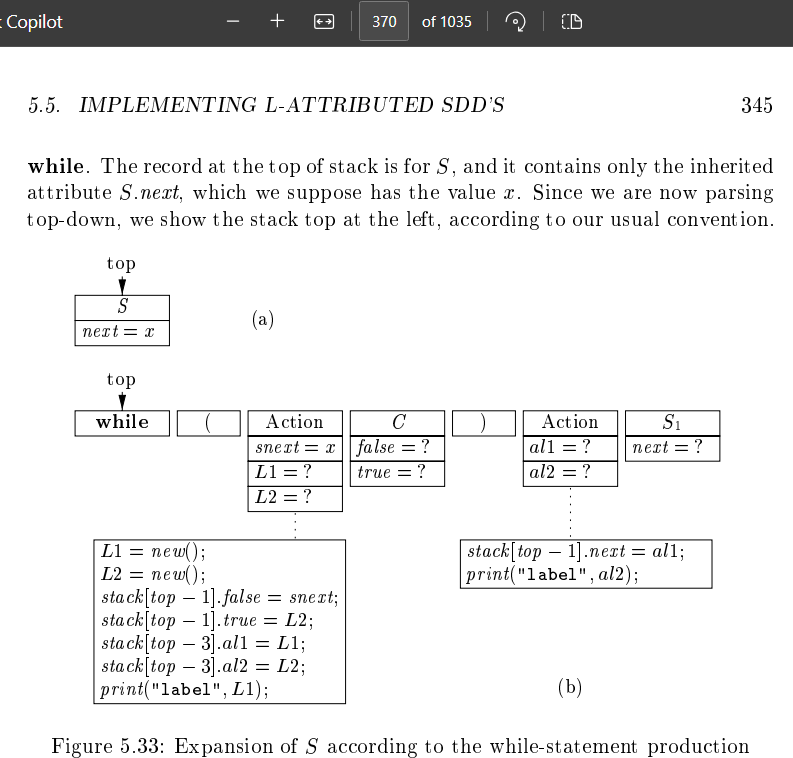 t Copilot
370 of 1035
5.5. IMPLEMENTING L-ATTRIBUTED SDD'S 345
while. The record at the top of stack is for S, and it contains only the inherited
attribute S.next, which we suppose has the value x. Since we are now parsing
top-down, we show the stack top at the left, according to our usual convention.
top
S
next = x
(a)
top
while ( Action C ) Action S₁
snext = x false = ? al1 = ? next = ?
L1 = ? true = ? al2 = ?
L2 = ?
L1 = new();
L2 = new();
stack[top − 1].false = snext;
stack[top − 1].true = L2;
stack[top − 3].al1 = L1;
stack[top − 3].al2 = L2;
print("label", L1);
stack[top − 1].next = al1;
print("label", al2);
(b)
Figure 5.33: Expansion of S according to the while-statement production